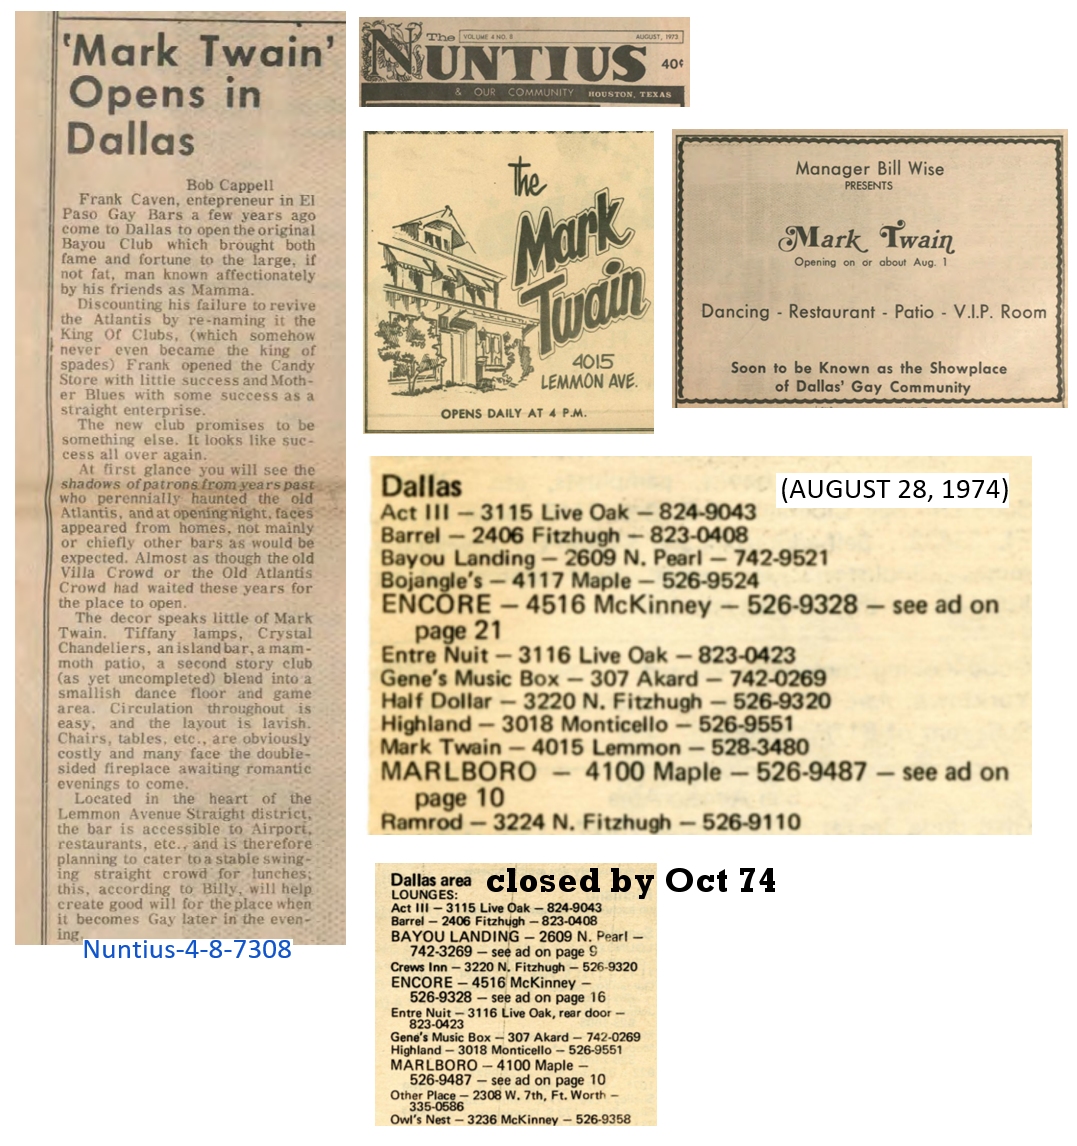 'Mark Twain'
Opens in
Dallas
Bob Cappell
Frank Caven, entepreneur in El
Paso Gay Bars a few years ago
come to Dallas to open the original
Bayou Club which brought both
fame and fortune to the large, if
not fat, man known affectionately
by his friends as Mamma.
Discounting his failure to revive
the Atlantis by re-naming it the
King Of Clubs, (which somehow
never even became the king of
spades) Frank opened the Candy
Store with little success and Moth-
er Blues with some success as a
straight enterprise.
The new club promises to be
something else. It looks like suc-
cess all over again.
At first glance you will see the
shadows of patrons from years past
who perennially haunted the old
Atlantis, and at opening night, faces
appeared from homes, not mainly
or chiefly other bars as would be
expected. Almost as though the old
Villa Crowd or the Old Atlantis
Crowd had waited these years for
the place to open.
The decor speaks little of Mark
Twain. Tiffany lamps, Crystal
Chandeliers, an island bar, a mam-
moth patio, a second story club
(as yet uncompleted) blend into a
smallish dance floor and game
area. Circulation throughout is
easy, and the layout is lavish.
Chairs, tables, etc., are obviously
costly and many face the double-
sided fireplace awaiting romantic
evenings to come.
Located in the heart of the
Lemmon Avenue Straight district,
the bar is accessible to Airport,
restaurants, etc., and is therefore
planning to cater to a stable swing-
ing straight crowd for lunches;
this, according to Billy, will help
create good will for the place when
it becomes Gay later in the even-
ing.
Nuntius-4-8-7308
The VOLUME 4 NO. 8 AUGUST, 1973
NUNTIUS 40¢
& OUR COMMUNITY HOUSTON, TEXAS
the
Mark
Twain
4015
LEMMON AVE.
OPENS DAILY AT 4 P.M.
Manager Bill Wise
PRESENTS
Mark Twain
Opening on or about Aug. 1
Dancing - Restaurant - Patio - V.I.P. Room
Soon to be Known as the Showplace
of Dallas' Gay Community
Dallas
(AUGUST 28, 1974)
Act III — 3115 Live Oak — 824-9043
Barrel — 2406 Fitzhugh — 823-0408
Bayou Landing — 2609 N. Pearl — 742-9521
Bojangle's — 4117 Maple — 526-9524
ENCORE — 4516 McKinney — 526-9328 — see ad on
page 21
Entre Nuit — 3116 Live Oak — 823-0423
Gene's Music Box — 307 Akard — 742-0269
Half Dollar — 3220 N. Fitzhugh — 526-9320
Highland — 3018 Monticello — 526-9551
Mark Twain — 4015 Lemmon — 528-3480
MARLBORO — 4100 Maple — 526-9487 — see ad on
page 10
Ramrod — 3224 N. Fitzhugh — 526-9110
Dallas area closed by Oct 74
LOUNGES:
Act III — 3115 Live Oak — 824-9043
Barrel — 2406 Fitzhugh — 823-0408
BAYOU LANDING — 2609 N. Pearl —
742-3269 — see ad on page 9
Crews Inn — 3220 N. Fitzhugh — 526-9320
ENCORE — 4516 McKinney —
526-9328 — see ad on page 16
Entre Nuit — 3116 Live Oak, rear door —
823-0423
Gene's Music Box — 307 Akard — 742-0269
Highland — 3018 Monticello — 526-9551
MARLBORO — 4100 Maple —
526-9487 — see ad on page 10
Other Place — 2308 W. 7th, Ft. Worth —
335-0586
Owl's Nest — 3236 McKinney — 526-9358